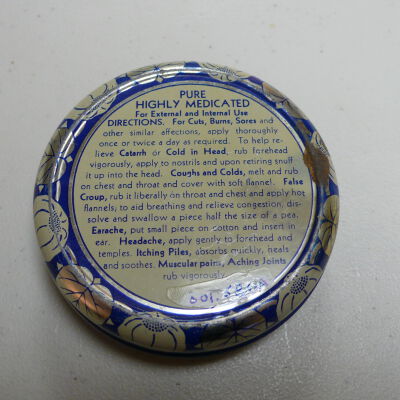 PURE
HIGHLY MEDICATED
For External and Internal Use
DIRECTIONS. For Cuts, Burns, Sores and
other similar affections, apply thoroughly
once or twice a day as required. To help re-
lieve Catarrh or Cold in Head, rub forehead
vigorously, apply to nostrils and upon retiring snuff
it up into the head. Coughs and Colds, melt and rub
on chest and throat and cover with soft flannel. False
Croup, rub it liberally on throat and chest and apply hot
flannels; to aid breathing and relieve congestion, dis-
solve and swallow a piece half the size of a pea.
Earache, put small piece on cotton and insert in
ear. Headache, apply gently to forehead and
temples. Itching Piles, absorbs quickly, heals
and soothes. Muscular pains, Aching Joints
rub vigorously.